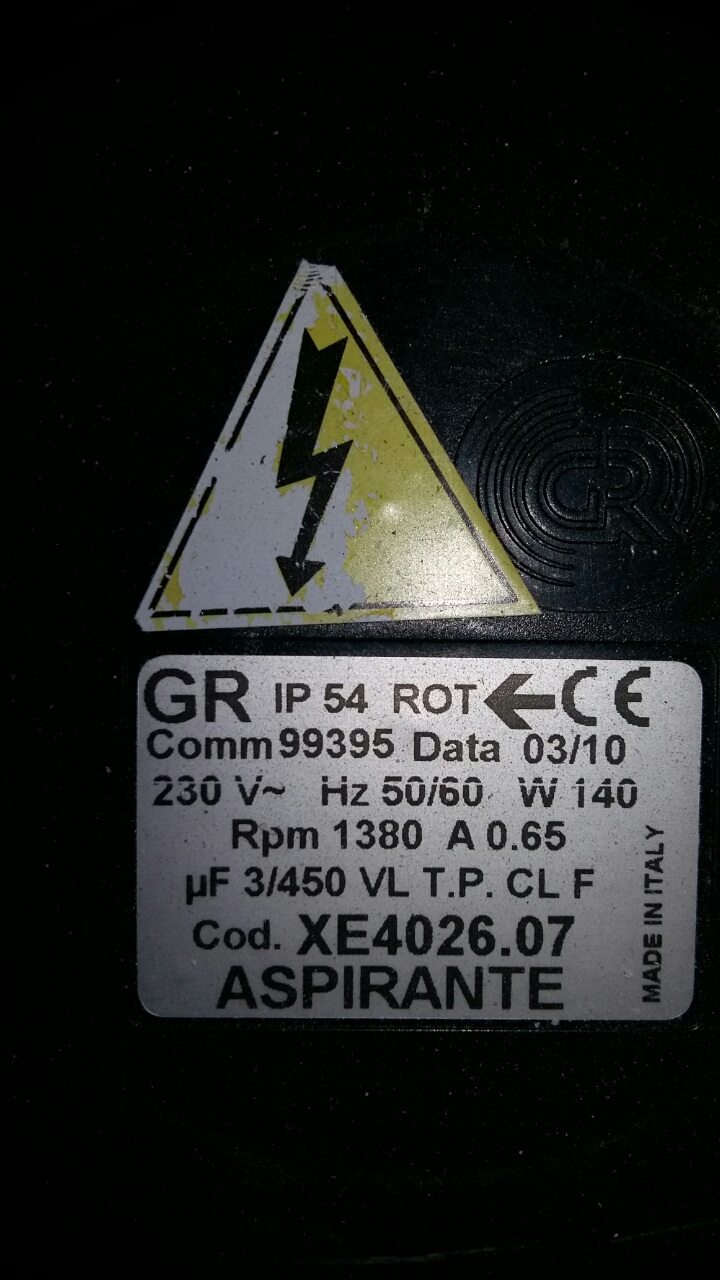 GR
GR IP 54 ROT ← CE
Comm 99395 Data 03/10
230 V~ Hz 50/60 W 140
Rpm 1380 A 0.65
µF 3/450 VL T.P. CL F
Cod. XE4026.07
ASPIRANTE
MADE IN ITALY